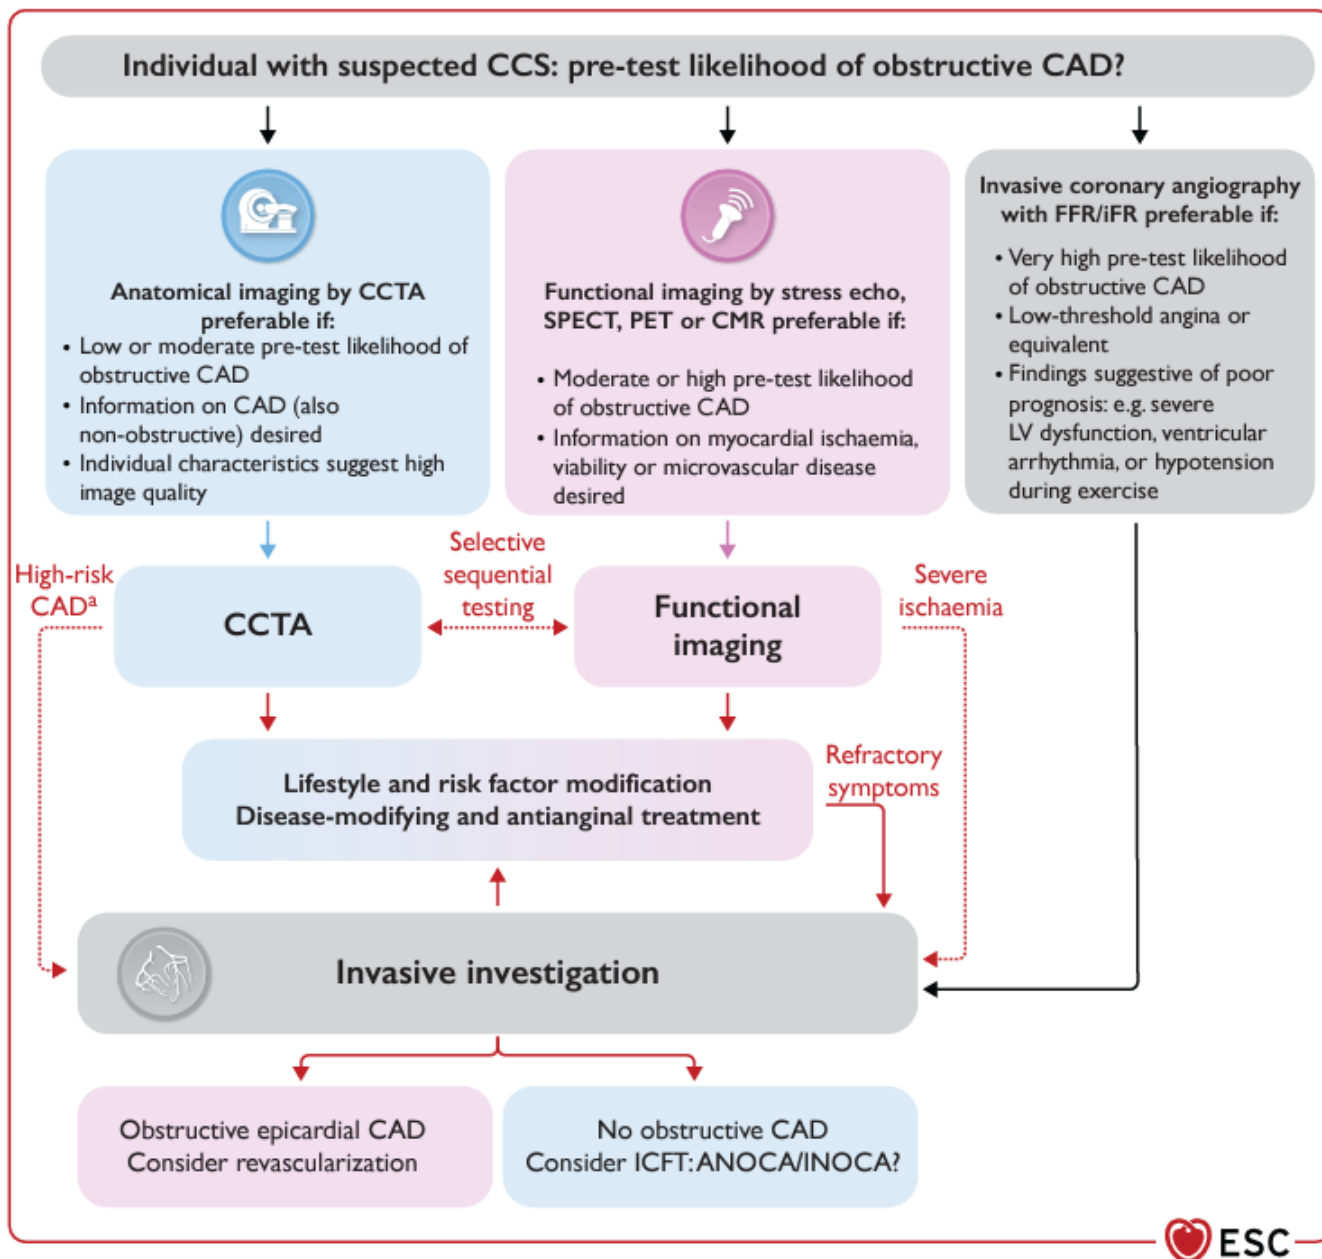 Individual with suspected CCS: pre-test likelihood of obstructive CAD?
Anatomical imaging by CCTA
preferable if:
• Low or moderate pre-test likelihood of
obstructive CAD
• Information on CAD (also
non-obstructive) desired
• Individual characteristics suggest high
image quality
Functional imaging by stress echo,
SPECT, PET or CMR preferable if:
• Moderate or high pre-test likelihood
of obstructive CAD
• Information on myocardial ischaemia,
viability or microvascular disease
desired
Invasive coronary angiography
with FFR/iFR preferable if:
• Very high pre-test likelihood
of obstructive CAD
• Low-threshold angina or
equivalent
• Findings suggestive of poor
prognosis: e.g. severe
LV dysfunction, ventricular
arrhythmia, or hypotension
during exercise
High-risk
CADᵃ
CCTA
Selective
sequential
testing
Functional
imaging
Severe
ischaemia
Lifestyle and risk factor modification
Disease-modifying and antianginal treatment
Refractory
symptoms
Invasive investigation
Obstructive epicardial CAD
Consider revascularization
No obstructive CAD
Consider ICFT: ANOCA/INOCA?
ESC